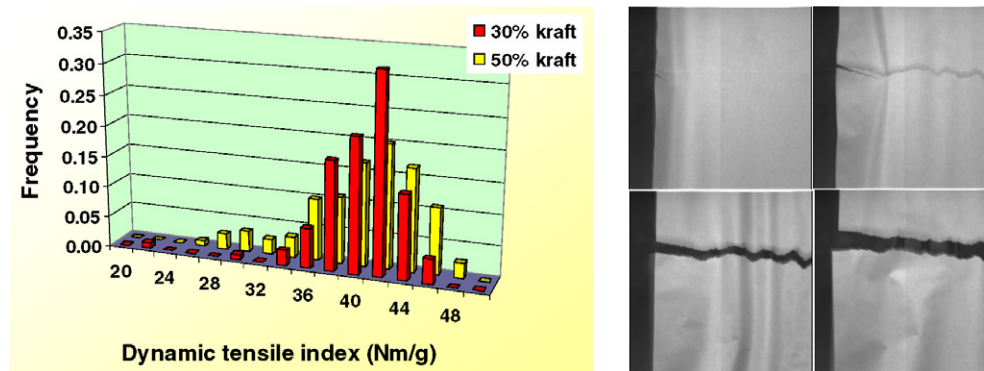 0.35
0.30
0.25
0.20
0.15
0.10
0.05
0.00
Frequency
30% kraft
50% kraft
20 24 28 32 36 40 44 48
Dynamic tensile index (Nm/g)